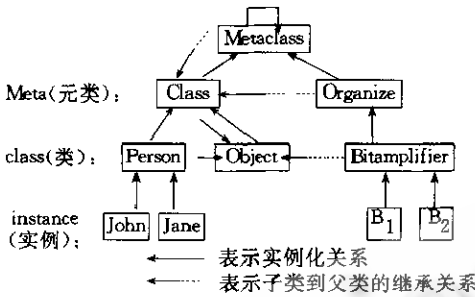 Metaclass
Meta(元类): Class Organize
class(类): Person Object Bitamplifier
instance John Jane B1 B2
(实例):
表示实例化关系
表示子类到父类的继承关系